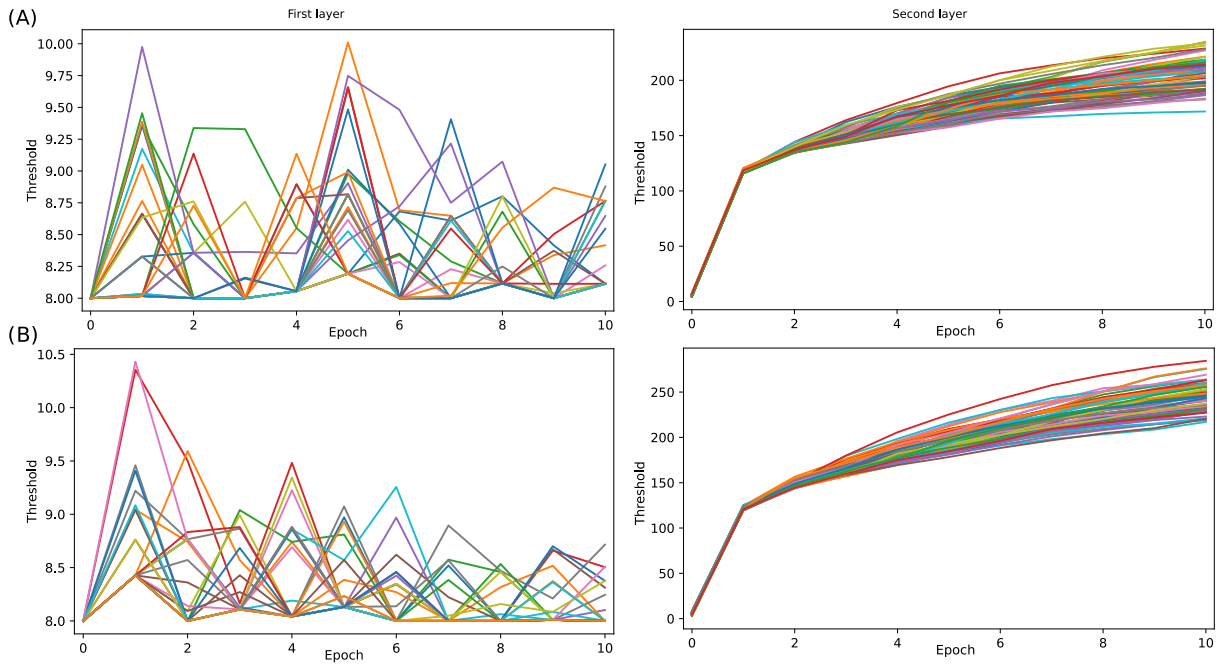 (A)
First layer
Second layer
10.00
9.75
9.50
9.25
9.00
8.75
8.50
8.25
8.00
Threshold
0 2 4 6 8 10
Epoch
200
150
100
50
0
Threshold
0 2 4 6 8 10
Epoch
(B)
10.5
10.0
9.5
9.0
8.5
8.0
Threshold
0 2 4 6 8 10
Epoch
250
200
150
100
50
0
Threshold
0 2 4 6 8 10
Epoch